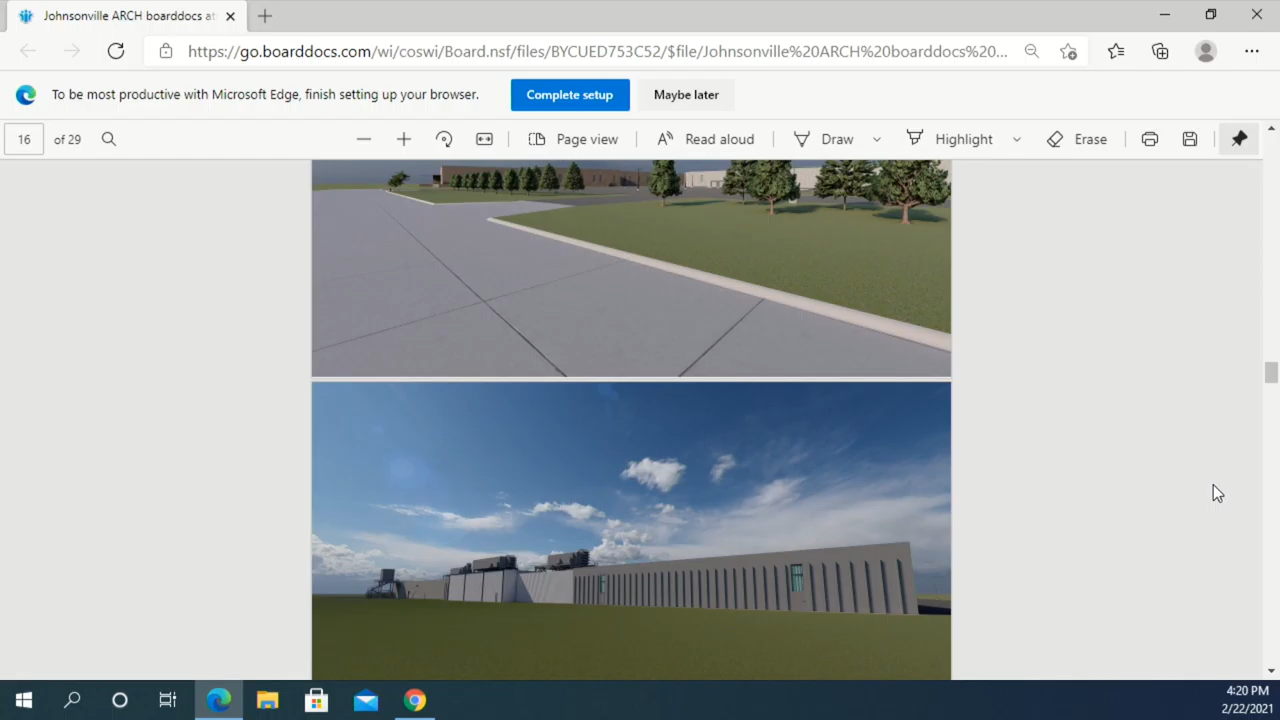 Johnsonville ARCH boarddocs at
https://go.boarddocs.com/wi/coswi/Board.nsf/files/BYCUED753C52/$file/Johnsonville%20ARCH%20boarddocs%20...
To be most productive with Microsoft Edge, finish setting up your browser. Complete setup Maybe later
16 of 29 Page view Read aloud Draw Highlight Erase
4:20 PM
2/22/2021